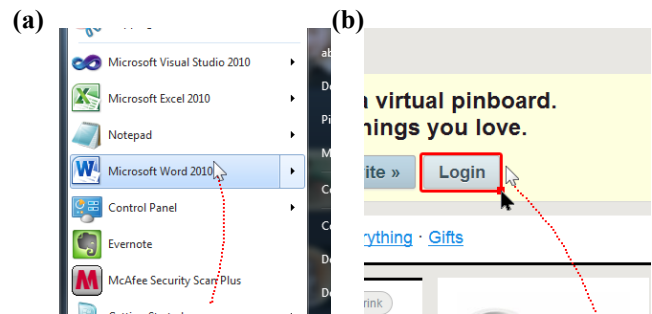 (a)
Microsoft Visual Studio 2010
Microsoft Excel 2010
Notepad
Microsoft Word 2010
Control Panel
Evernote
McAfee Security Scan Plus
(b)
a virtual pinboard.
hings you love.
ite »
Login
rything · Gifts
rink